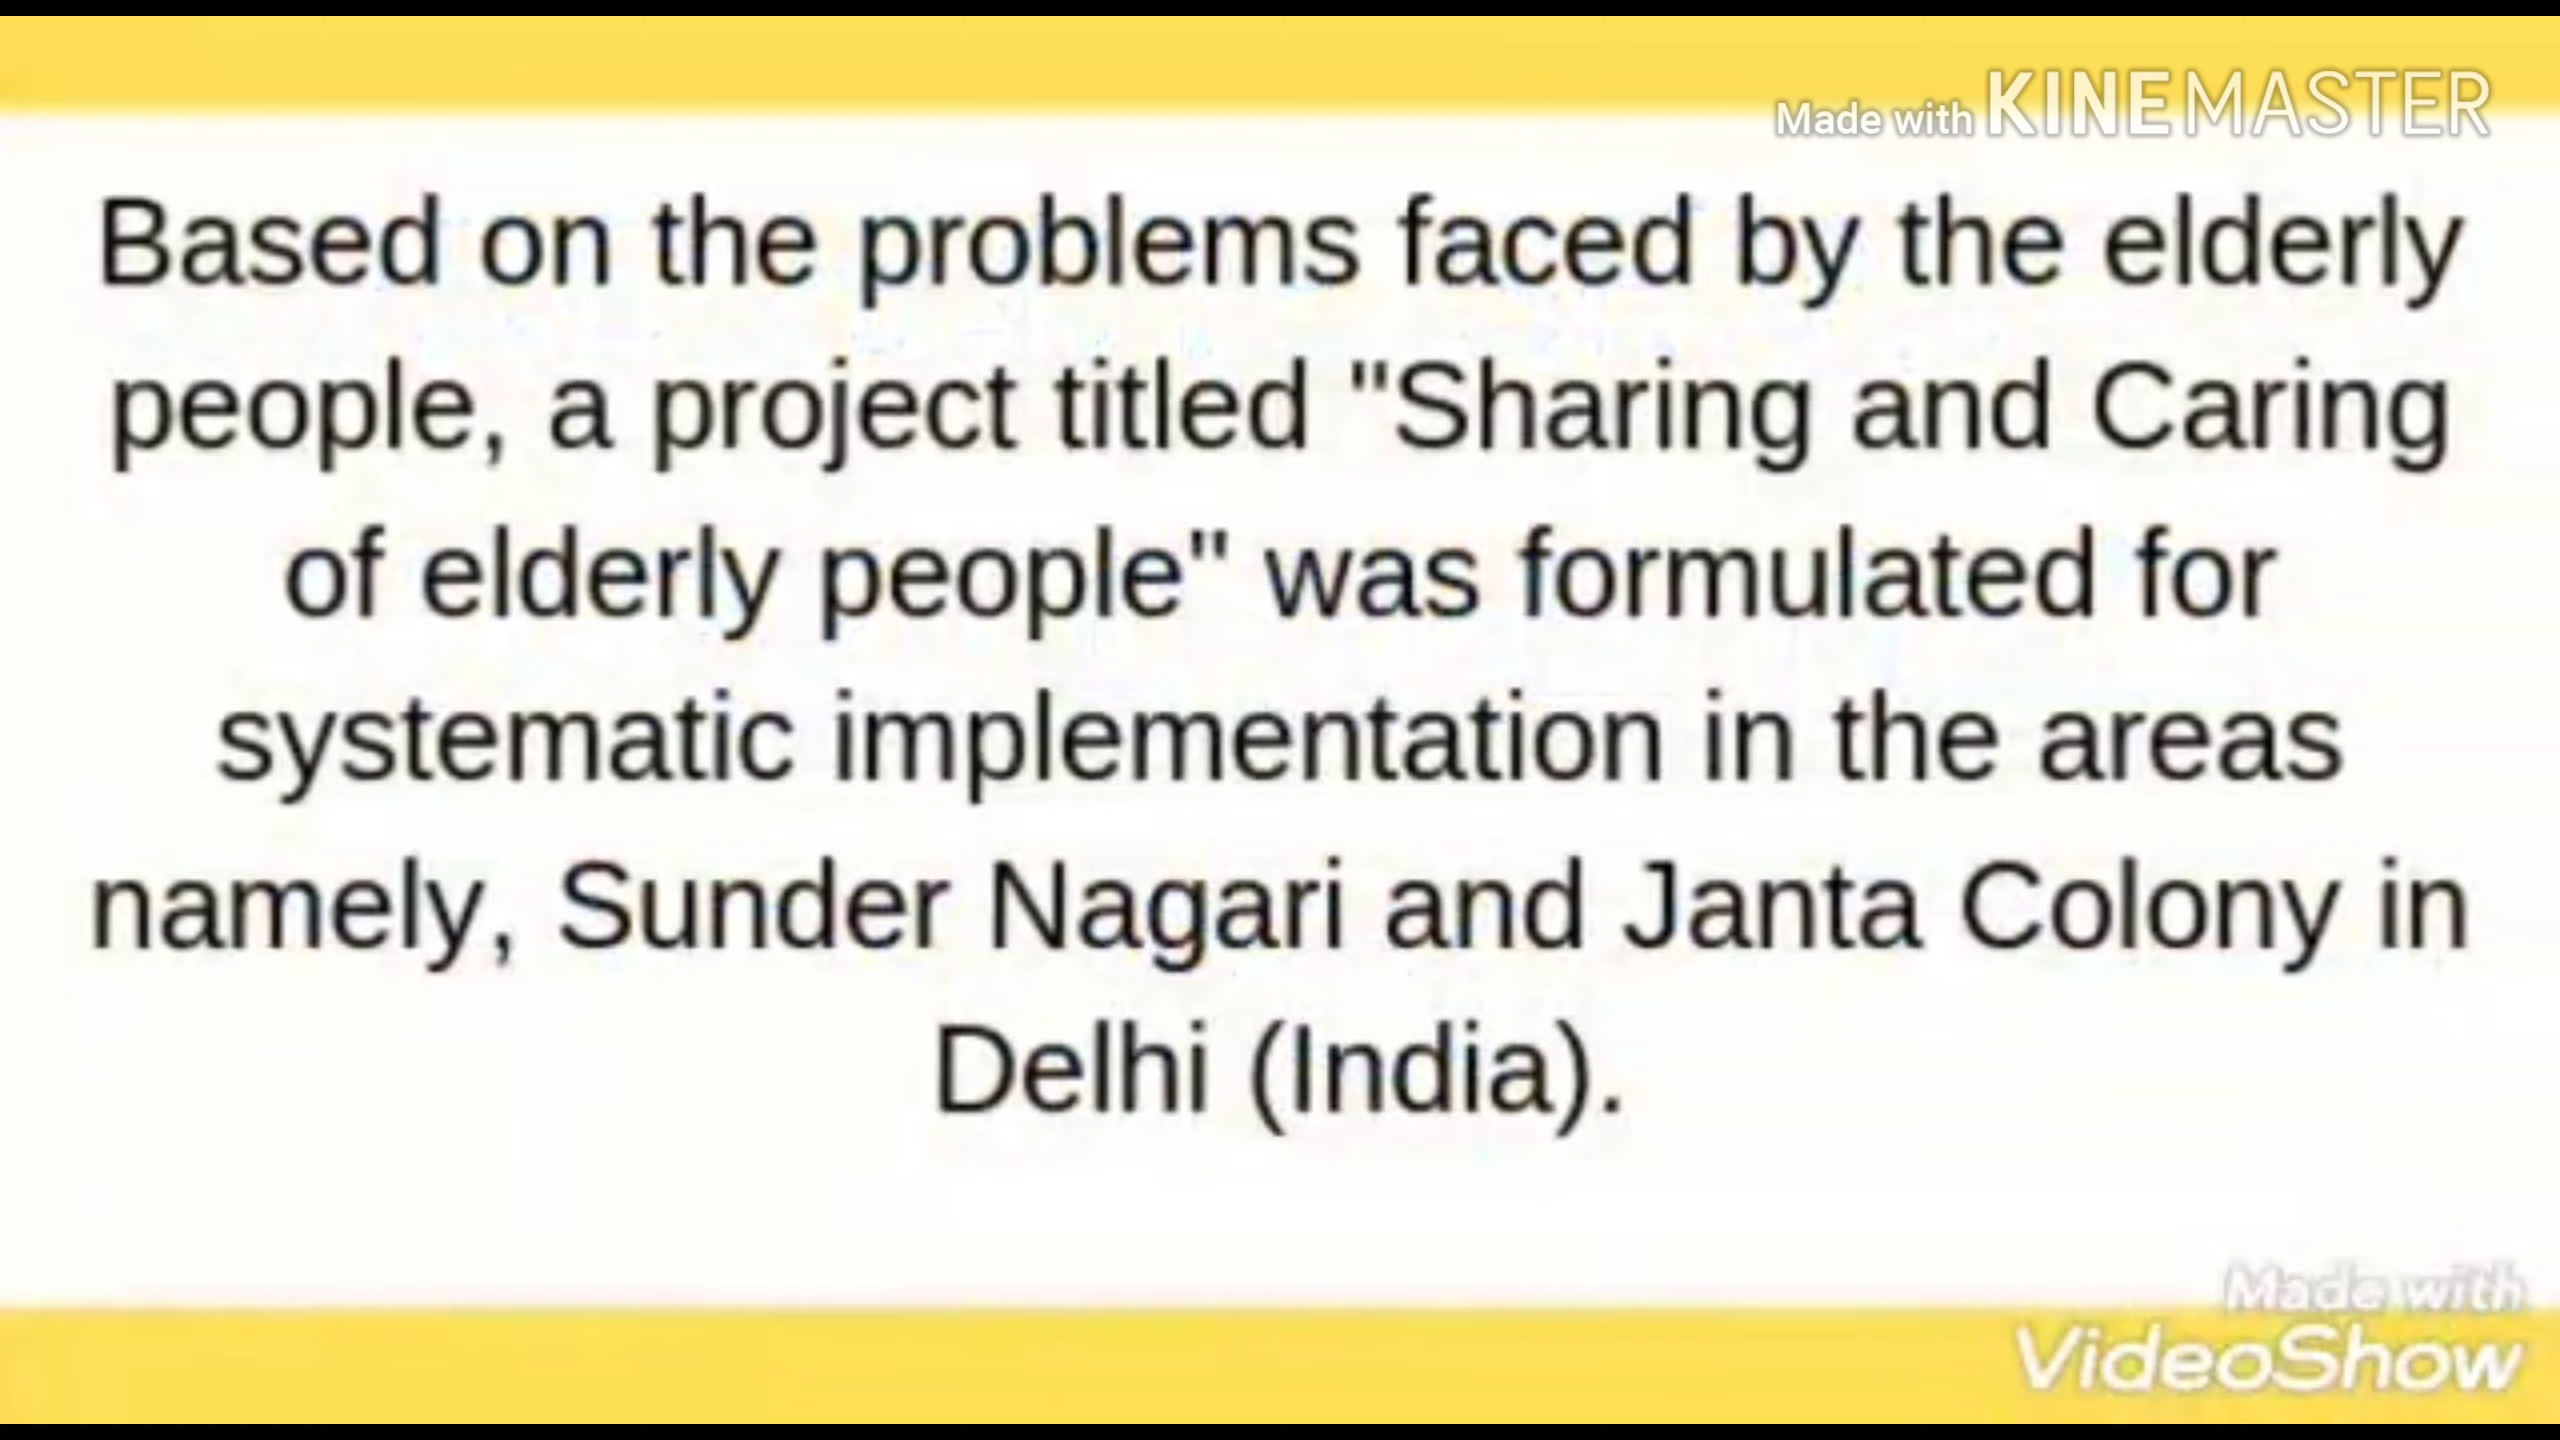 Made with KINEMASTER
Based on the problems faced by the elderly
people, a project titled "Sharing and Caring
of elderly people" was formulated for
systematic implementation in the areas
namely, Sunder Nagari and Janta Colony in
Delhi (India).
Made with
VideoShow